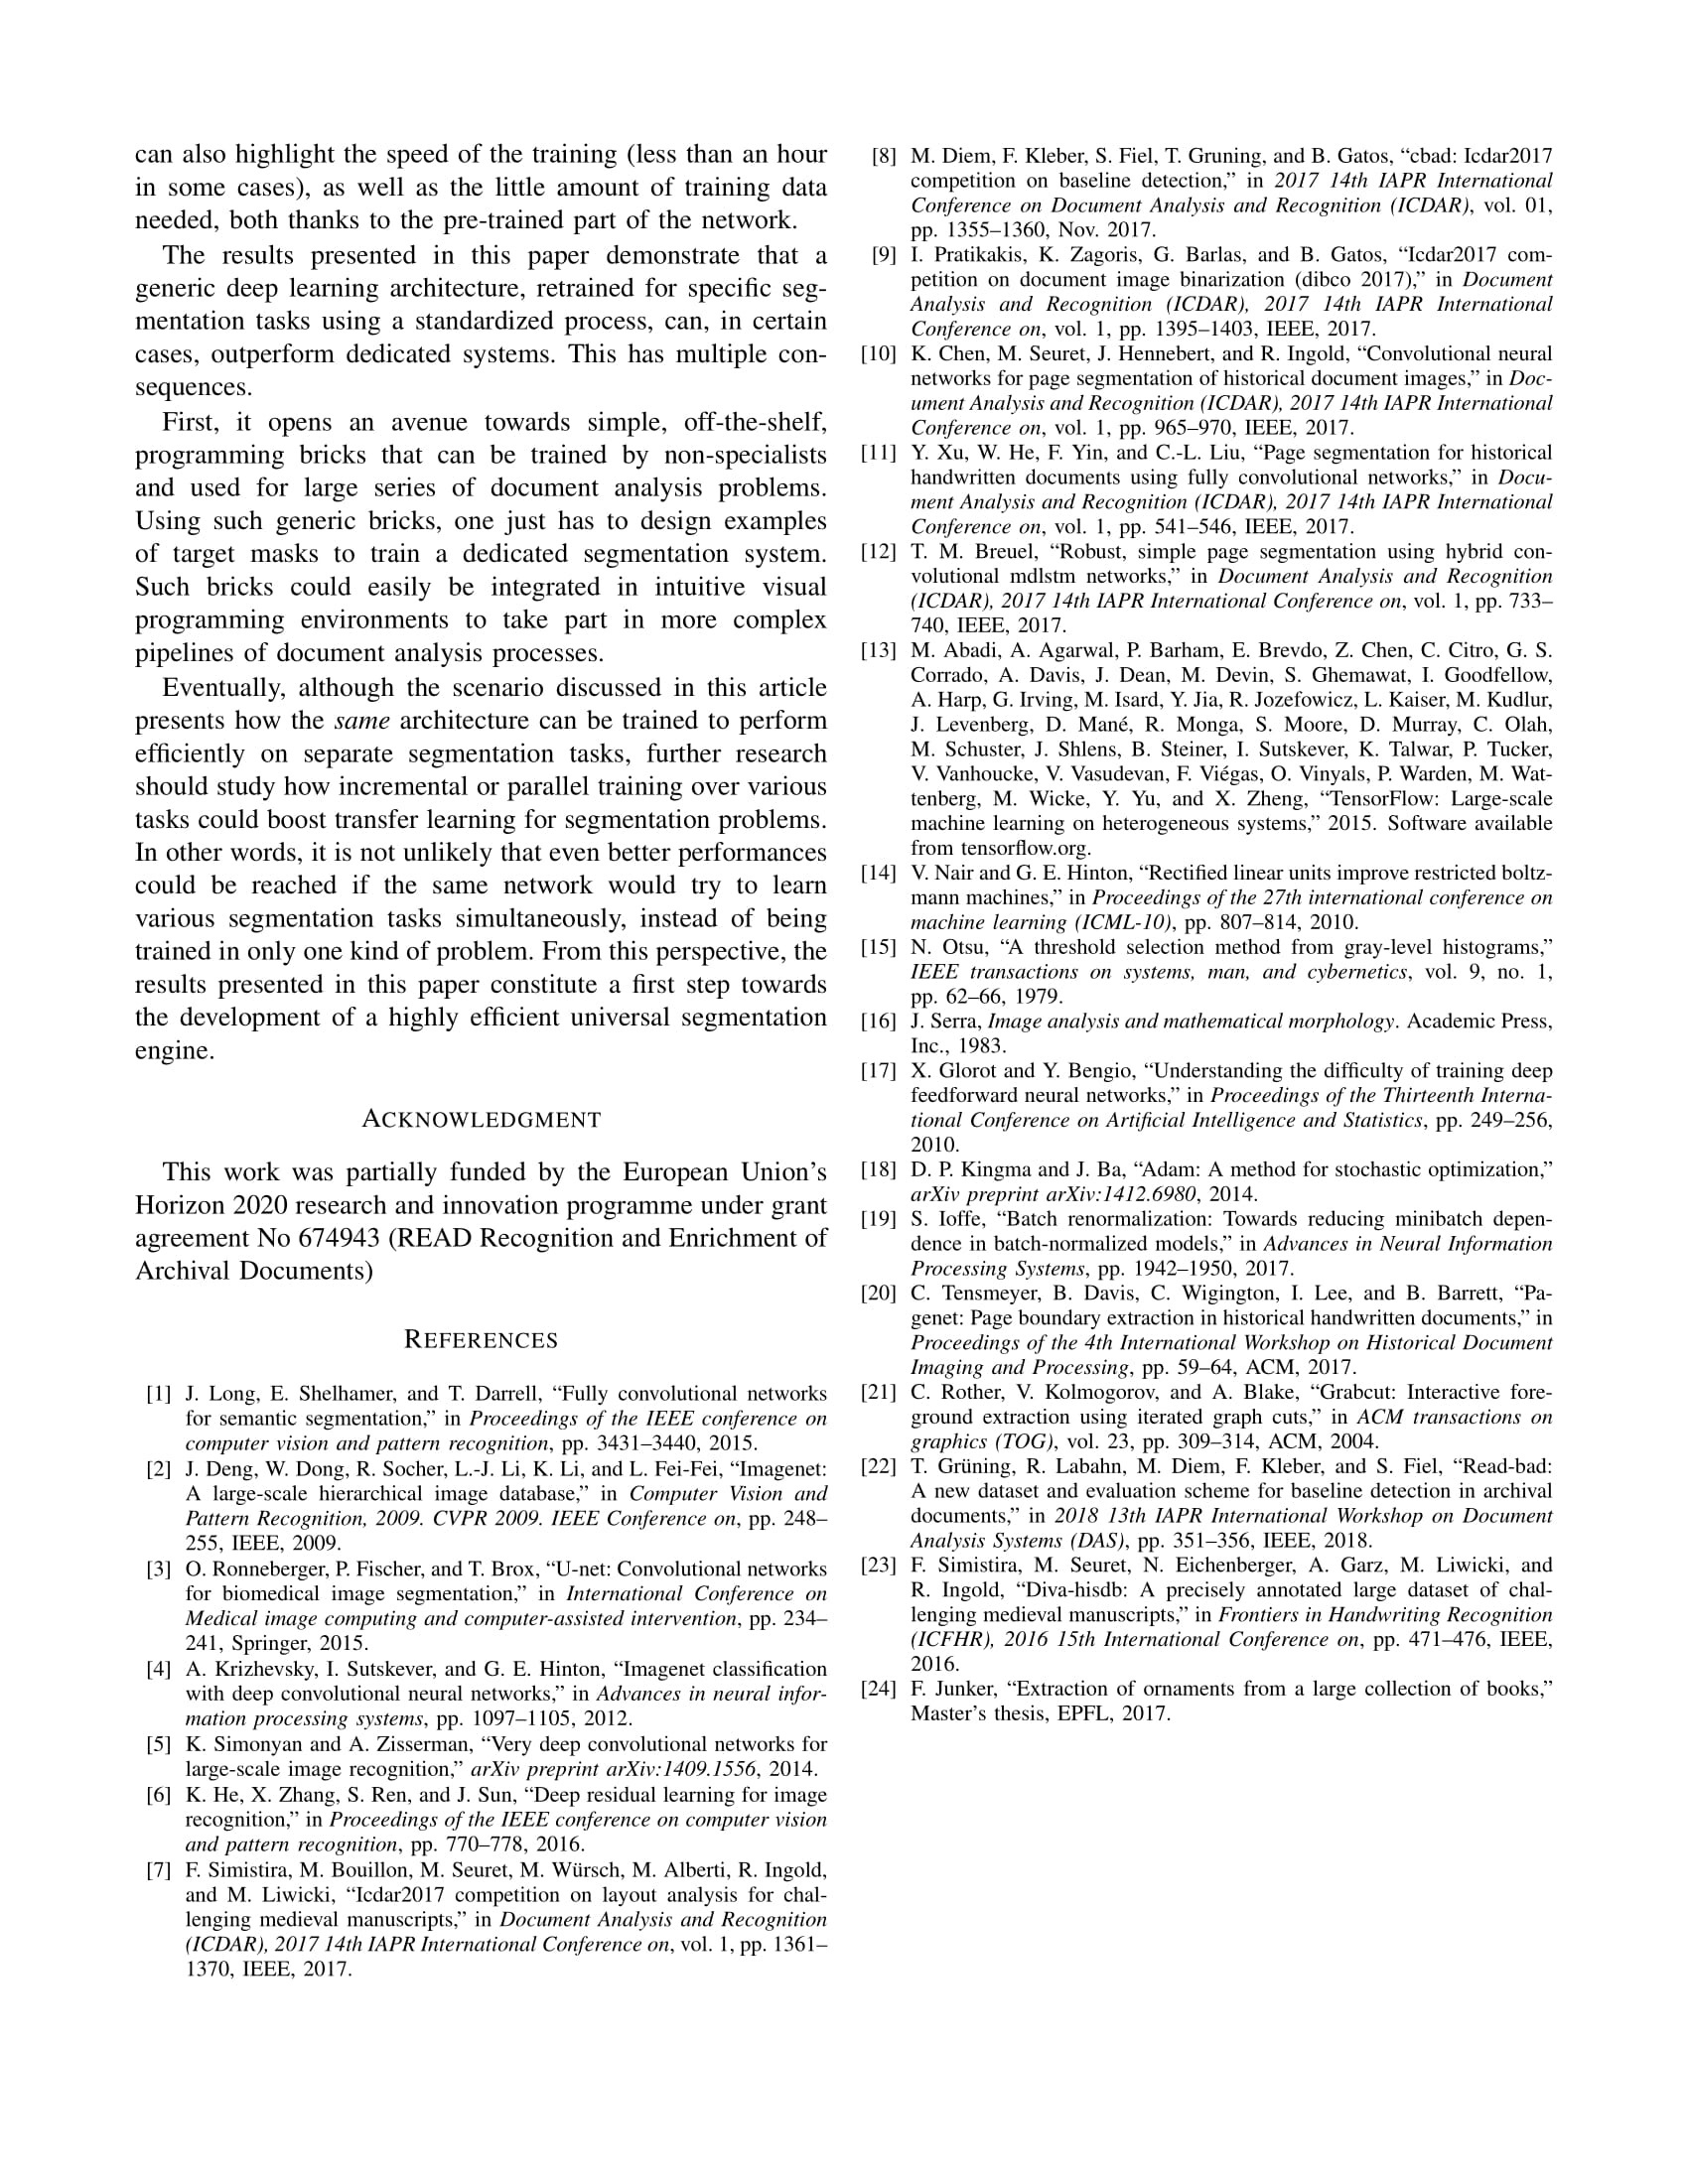 can also highlight the speed of the training (less than an hour
in some cases), as well as the little amount of training data
needed, both thanks to the pre-trained part of the network.
The results presented in this paper demonstrate that a
generic deep learning architecture, retrained for specific seg-
mentation tasks using a standardized process, can, in certain
cases, outperform dedicated systems. This has multiple con-
sequences.
First, it opens an avenue towards simple, off-the-shelf,
programming bricks that can be trained by non-specialists
and used for large series of document analysis problems.
Using such generic bricks, one just has to design examples
of target masks to train a dedicated segmentation system.
Such bricks could easily be integrated in intuitive visual
programming environments to take part in more complex
pipelines of document analysis processes.
Eventually, although the scenario discussed in this article
presents how the same architecture can be trained to perform
efficiently on separate segmentation tasks, further research
should study how incremental or parallel training over various
tasks could boost transfer learning for segmentation problems.
In other words, it is not unlikely that even better performances
could be reached if the same network would try to learn
various segmentation tasks simultaneously, instead of being
trained in only one kind of problem. From this perspective, the
results presented in this paper constitute a first step towards
the development of a highly efficient universal segmentation
engine.
ACKNOWLEDGMENT
This work was partially funded by the European Union's
Horizon 2020 research and innovation programme under grant
agreement No 674943 (READ Recognition and Enrichment of
Archival Documents)
REFERENCES
[1] J. Long, E. Shelhamer, and T. Darrell, “Fully convolutional networks
for semantic segmentation,” in Proceedings of the IEEE conference on
computer vision and pattern recognition, pp. 3431–3440, 2015.
[2] J. Deng, W. Dong, R. Socher, L.-J. Li, K. Li, and L. Fei-Fei, “Imagenet:
A large-scale hierarchical image database,” in Computer Vision and
Pattern Recognition, 2009. CVPR 2009. IEEE Conference on, pp. 248–
255, IEEE, 2009.
[3] O. Ronneberger, P. Fischer, and T. Brox, “U-net: Convolutional networks
for biomedical image segmentation,” in International Conference on
Medical image computing and computer-assisted intervention, pp. 234–
241, Springer, 2015.
[4] A. Krizhevsky, I. Sutskever, and G. E. Hinton, “Imagenet classification
with deep convolutional neural networks,” in Advances in neural infor-
mation processing systems, pp. 1097–1105, 2012.
[5] K. Simonyan and A. Zisserman, “Very deep convolutional networks for
large-scale image recognition,” arXiv preprint arXiv:1409.1556, 2014.
[6] K. He, X. Zhang, S. Ren, and J. Sun, “Deep residual learning for image
recognition,” in Proceedings of the IEEE conference on computer vision
and pattern recognition, pp. 770–778, 2016.
[7] F. Simistira, M. Bouillon, M. Seuret, M. Würsch, M. Alberti, R. Ingold,
and M. Liwicki, “Icdar2017 competition on layout analysis for chal-
lenging medieval manuscripts,” in Document Analysis and Recognition
(ICDAR), 2017 14th IAPR International Conference on, vol. 1, pp. 1361–
1370, IEEE, 2017.
[8] M. Diem, F. Kleber, S. Fiel, T. Gruning, and B. Gatos, “cbad: Icdar2017
competition on baseline detection,” in 2017 14th IAPR International
Conference on Document Analysis and Recognition (ICDAR), vol. 01,
pp. 1355–1360, Nov. 2017.
[9] I. Pratikakis, K. Zagoris, G. Barlas, and B. Gatos, “Icdar2017 com-
petition on document image binarization (dibco 2017),” in Document
Analysis and Recognition (ICDAR), 2017 14th IAPR International
Conference on, vol. 1, pp. 1395–1403, IEEE, 2017.
[10] K. Chen, M. Seuret, J. Hennebert, and R. Ingold, “Convolutional neural
networks for page segmentation of historical document images,” in Doc-
ument Analysis and Recognition (ICDAR), 2017 14th IAPR International
Conference on, vol. 1, pp. 965–970, IEEE, 2017.
[11] Y. Xu, W. He, F. Yin, and C.-L. Liu, “Page segmentation for historical
handwritten documents using fully convolutional networks,” in Docu-
ment Analysis and Recognition (ICDAR), 2017 14th IAPR International
Conference on, vol. 1, pp. 541–546, IEEE, 2017.
[12] T. M. Breuel, “Robust, simple page segmentation using hybrid con-
volutional mdlstm networks,” in Document Analysis and Recognition
(ICDAR), 2017 14th IAPR International Conference on, vol. 1, pp. 733–
740, IEEE, 2017.
[13] M. Abadi, A. Agarwal, P. Barham, E. Brevdo, Z. Chen, C. Citro, G. S.
Corrado, A. Davis, J. Dean, M. Devin, S. Ghemawat, I. Goodfellow,
A. Harp, G. Irving, M. Isard, Y. Jia, R. Jozefowicz, L. Kaiser, M. Kudlur,
J. Levenberg, D. Mané, R. Monga, S. Moore, D. Murray, C. Olah,
M. Schuster, J. Shlens, B. Steiner, I. Sutskever, K. Talwar, P. Tucker,
V. Vanhoucke, V. Vasudevan, F. Viégas, O. Vinyals, P. Warden, M. Wat-
tenberg, M. Wicke, Y. Yu, and X. Zheng, “TensorFlow: Large-scale
machine learning on heterogeneous systems,” 2015. Software available
from tensorflow.org.
[14] V. Nair and G. E. Hinton, “Rectified linear units improve restricted boltz-
mann machines,” in Proceedings of the 27th international conference on
machine learning (ICML-10), pp. 807–814, 2010.
[15] N. Otsu, “A threshold selection method from gray-level histograms,”
IEEE transactions on systems, man, and cybernetics, vol. 9, no. 1,
pp. 62–66, 1979.
[16] J. Serra, Image analysis and mathematical morphology. Academic Press,
Inc., 1983.
[17] X. Glorot and Y. Bengio, “Understanding the difficulty of training deep
feedforward neural networks,” in Proceedings of the Thirteenth Interna-
tional Conference on Artificial Intelligence and Statistics, pp. 249–256,
2010.
[18] D. P. Kingma and J. Ba, “Adam: A method for stochastic optimization,”
arXiv preprint arXiv:1412.6980, 2014.
[19] S. Ioffe, “Batch renormalization: Towards reducing minibatch depen-
dence in batch-normalized models,” in Advances in Neural Information
Processing Systems, pp. 1942–1950, 2017.
[20] C. Tensmeyer, B. Davis, C. Wigington, I. Lee, and B. Barrett, “Pa-
genet: Page boundary extraction in historical handwritten documents,” in
Proceedings of the 4th International Workshop on Historical Document
Imaging and Processing, pp. 59–64, ACM, 2017.
[21] C. Rother, V. Kolmogorov, and A. Blake, “Grabcut: Interactive fore-
ground extraction using iterated graph cuts,” in ACM transactions on
graphics (TOG), vol. 23, pp. 309–314, ACM, 2004.
[22] T. Grüning, R. Labahn, M. Diem, F. Kleber, and S. Fiel, “Read-bad:
A new dataset and evaluation scheme for baseline detection in archival
documents,” in 2018 13th IAPR International Workshop on Document
Analysis Systems (DAS), pp. 351–356, IEEE, 2018.
[23] F. Simistira, M. Seuret, N. Eichenberger, A. Garz, M. Liwicki, and
R. Ingold, “Diva-hisdb: A precisely annotated large dataset of chal-
lenging medieval manuscripts,” in Frontiers in Handwriting Recognition
(ICFHR), 2016 15th International Conference on, pp. 471–476, IEEE,
2016.
[24] F. Junker, “Extraction of ornaments from a large collection of books,”
Master's thesis, EPFL, 2017.